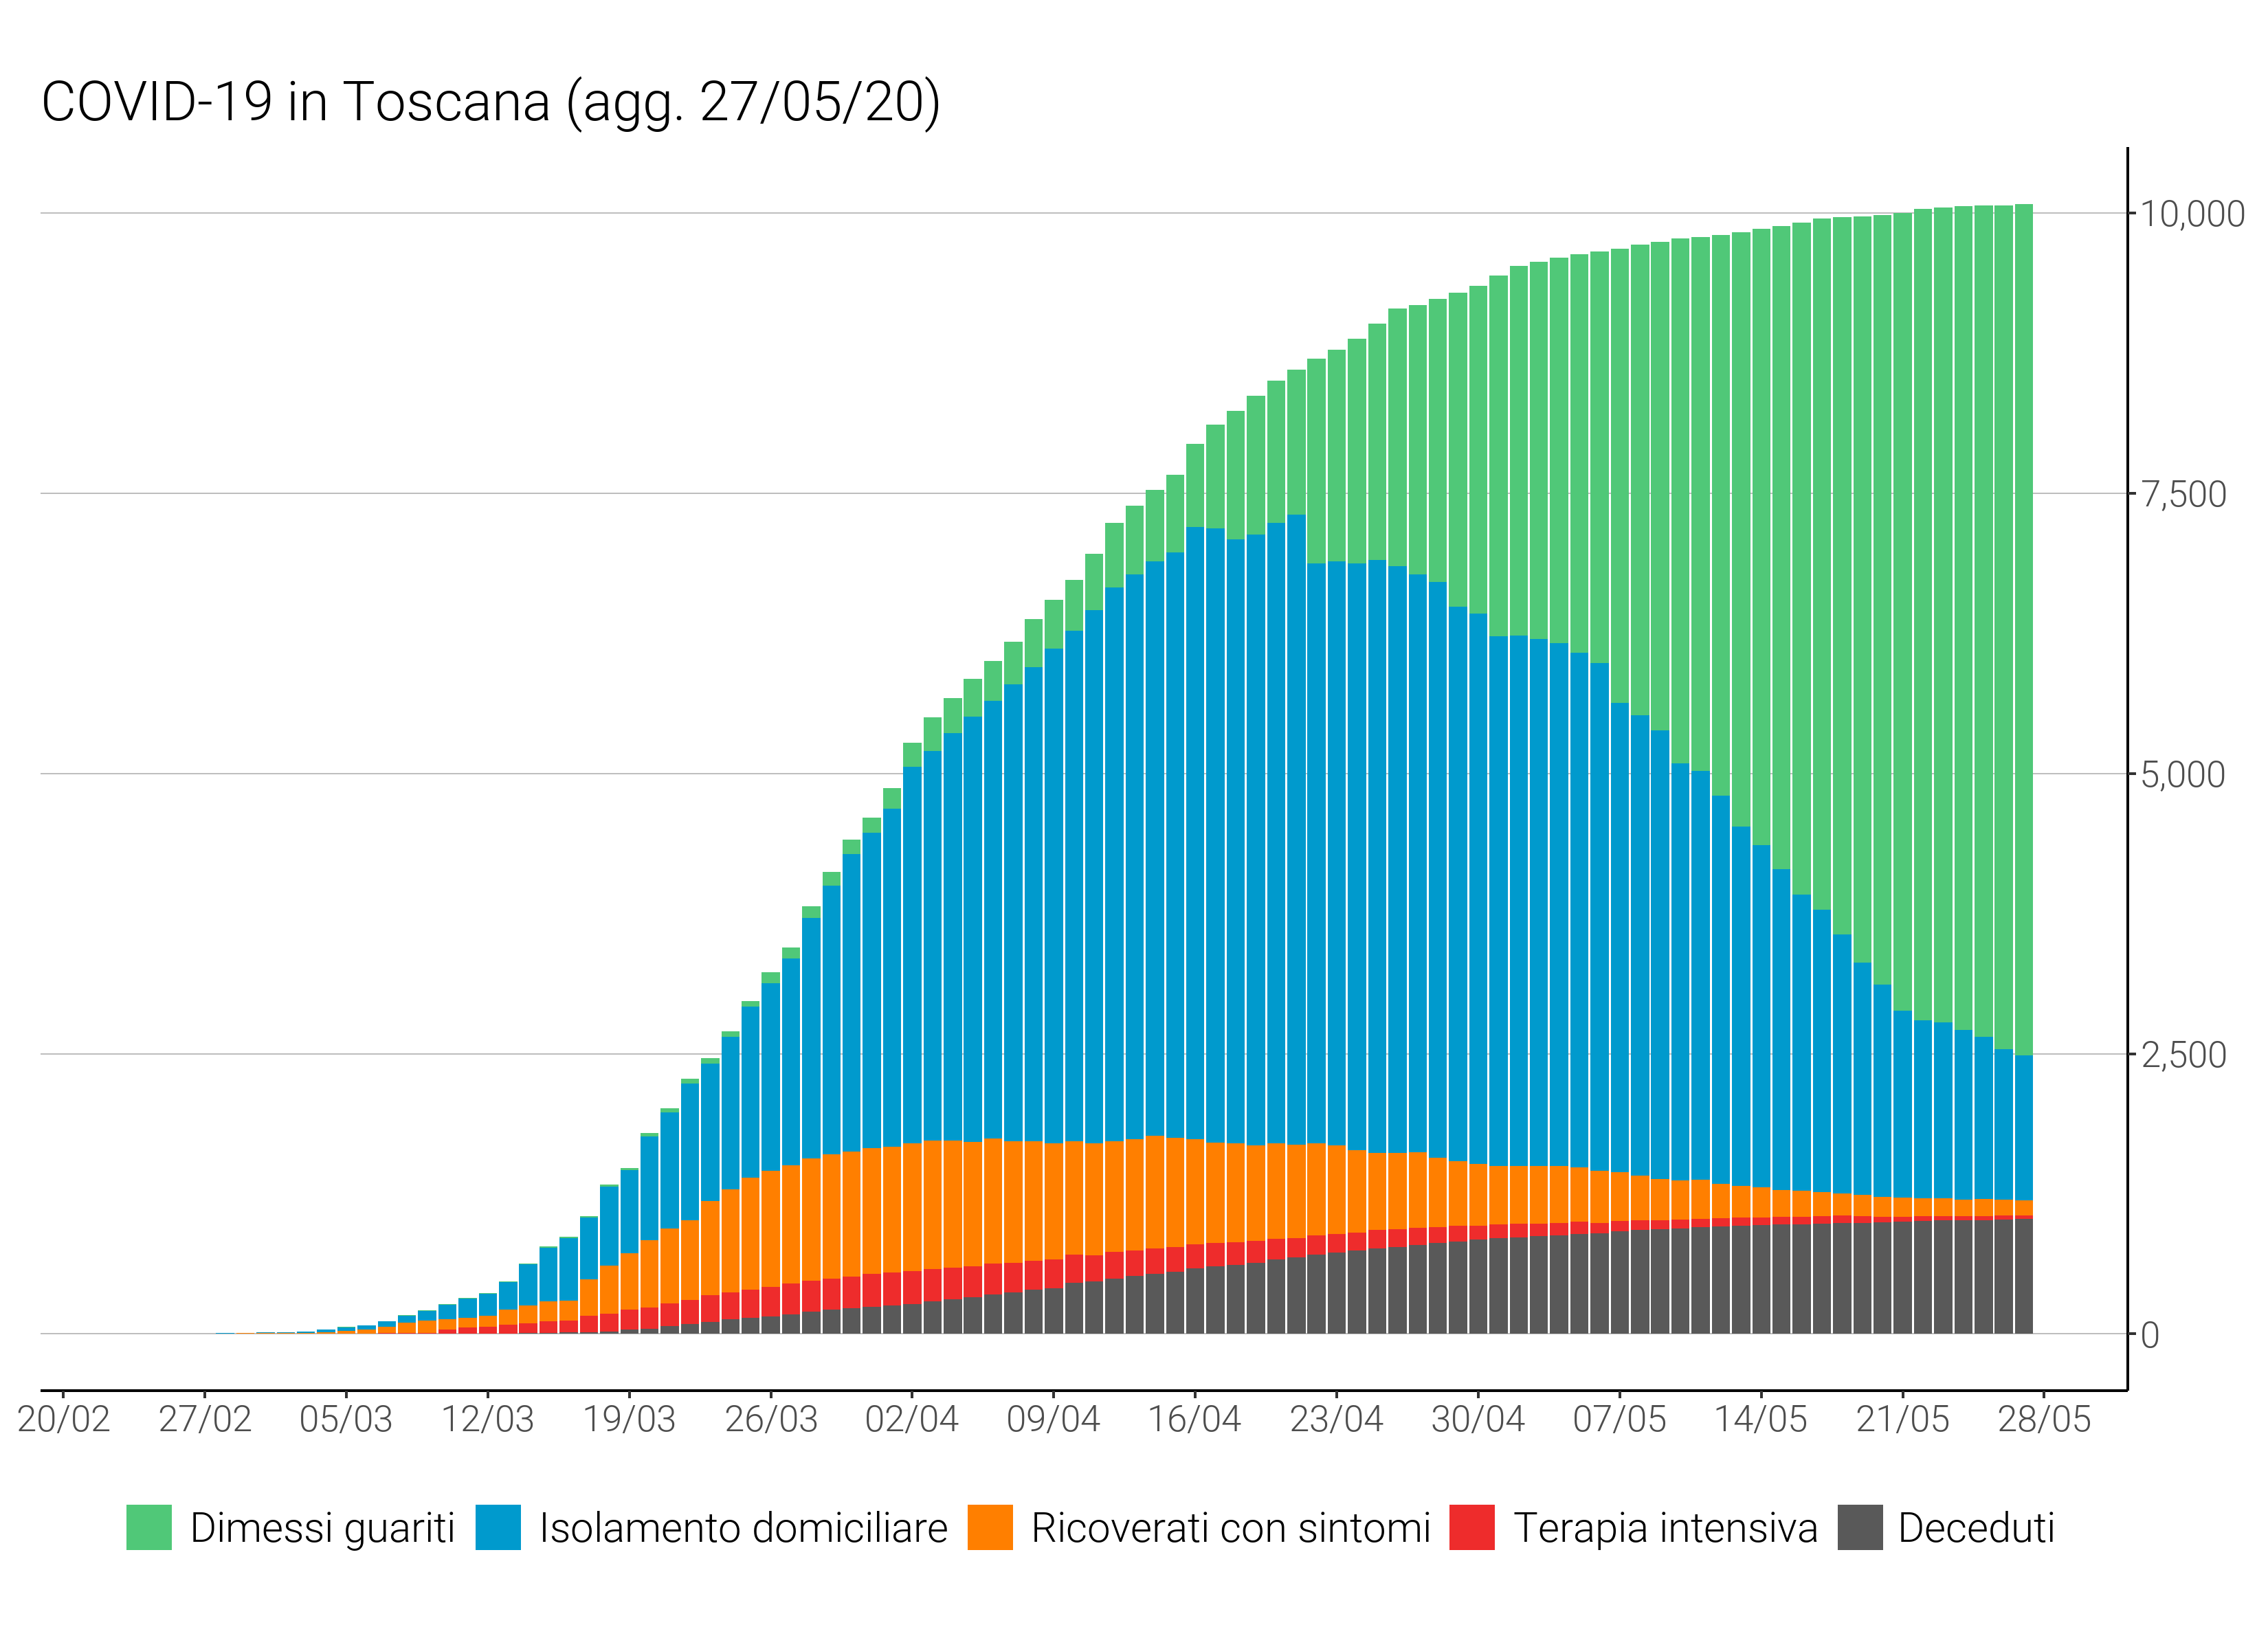 COVID-19 in Toscana (agg. 27/05/20)
10,000
7,500
5,000
2,500
0
20/02 27/02 05/03 12/03 19/03 26/03 02/04 09/04 16/04 23/04 30/04 07/05 14/05 21/05 28/05
Dimessi guariti Isolamento domiciliare Ricoverati con sintomi Terapia intensiva Deceduti